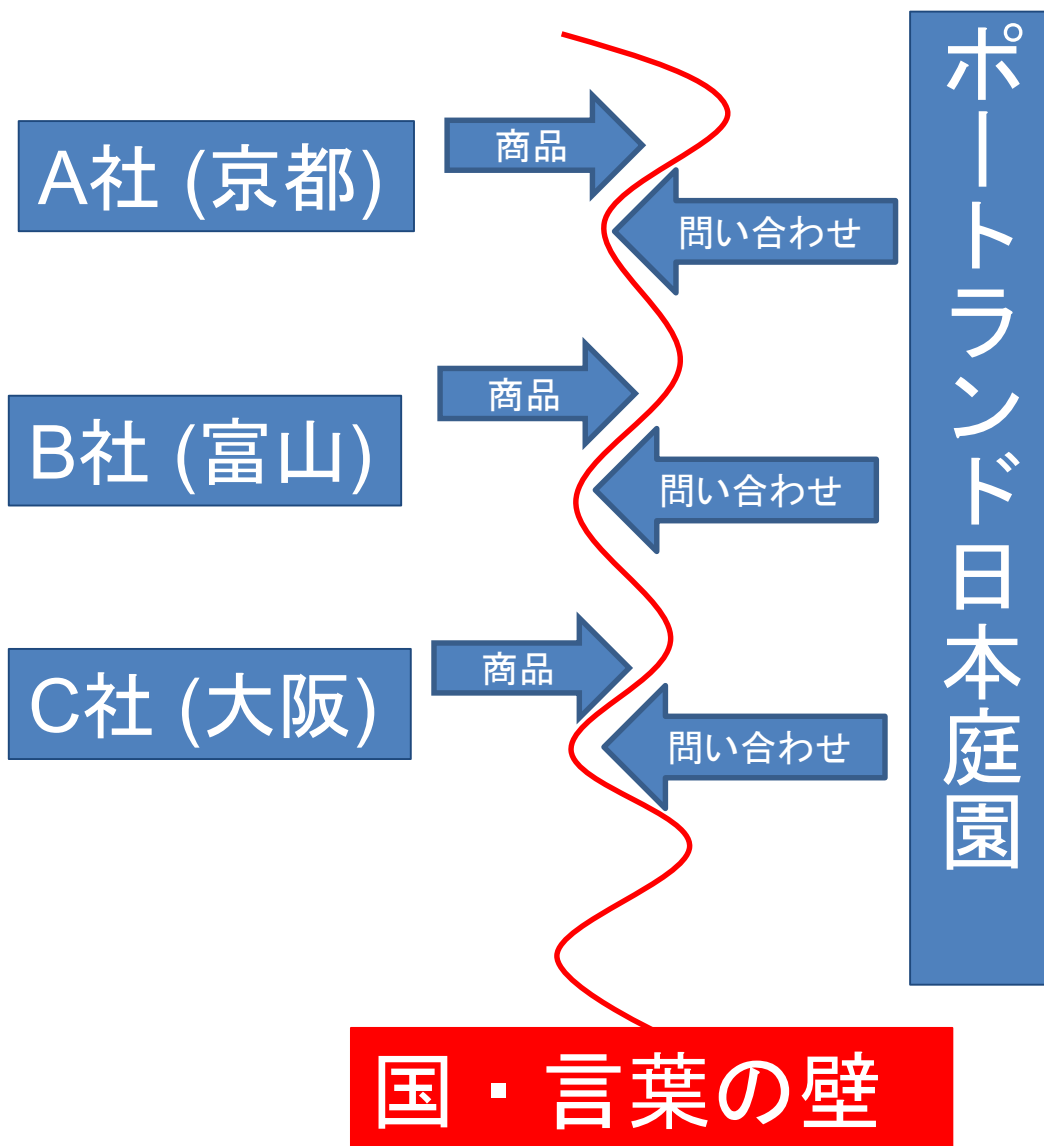 A社 (京都)
商品
問い合わせ
B社 (富山)
商品
問い合わせ
C社 (大阪)
商品
問い合わせ
ポートランド日本庭園
国・言葉の壁